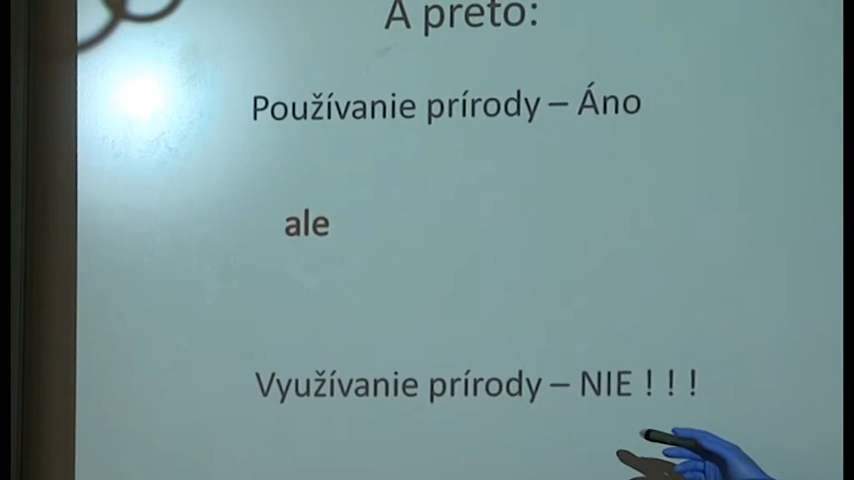 A preto:
Používanie prírody – Áno
ale
Využívanie prírody – NIE ! ! !